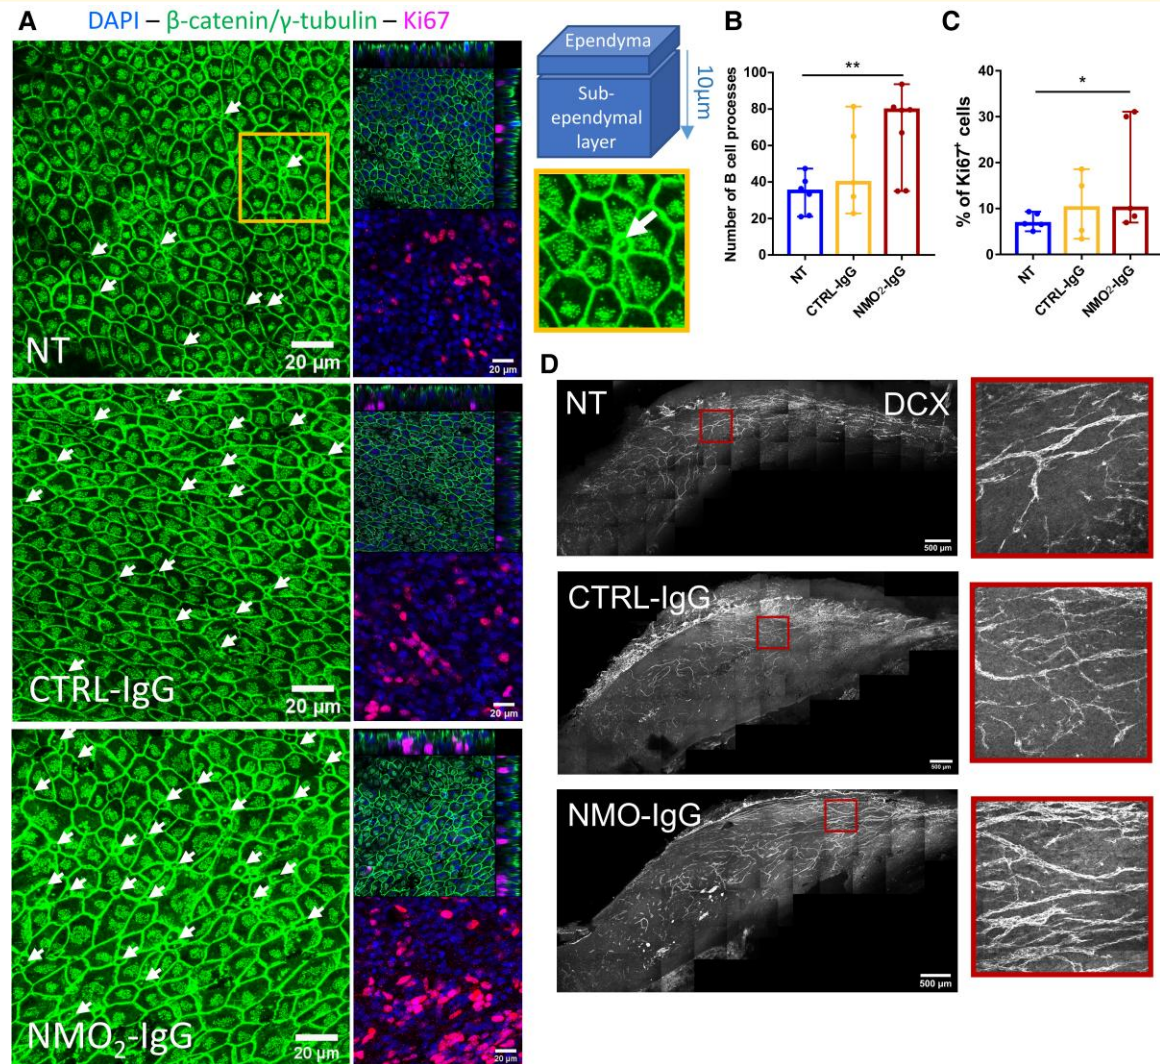 A
DAPI – β-catenin/γ-tubulin – Ki67
NT
20 µm
20 µm
CTRL-IgG
20 µm
20 µm
NMO₂-IgG
20 µm
20 µm
Ependyma
Sub-
ependymal
layer
10µm
B
Number of B cell processes
100
80
60
40
20
0
**
NT
CTRL-IgG
NMO₂-IgG
C
% of Ki67⁺ cells
40
30
20
10
0
*
NT
CTRL-IgG
NMO₂-IgG
D
NT
DCX
500 µm
CTRL-IgG
500 µm
NMO-IgG
500 µm